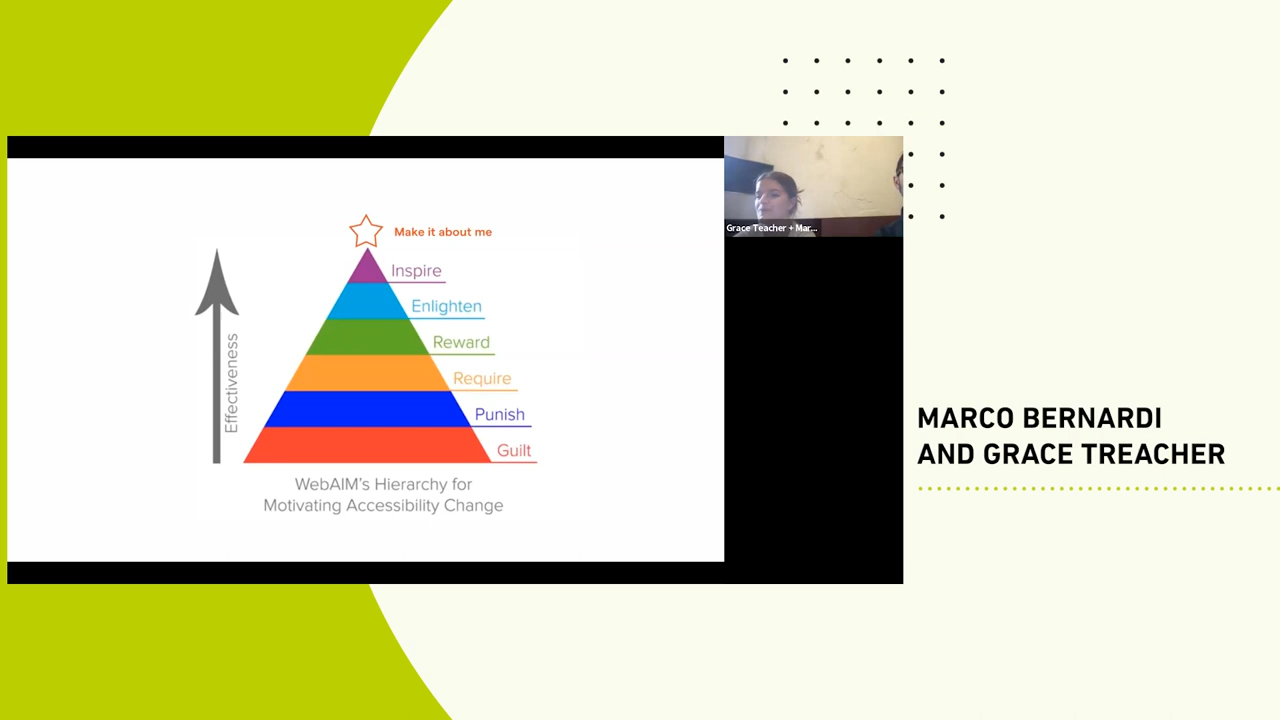 Make it about me
Inspire
Enlighten
Reward
Require
Punish
Guilt
Effectiveness
WebAIM's Hierarchy for
Motivating Accessibility Change
Grace Teacher + Mar...
MARCO BERNARDI
AND GRACE TREACHER